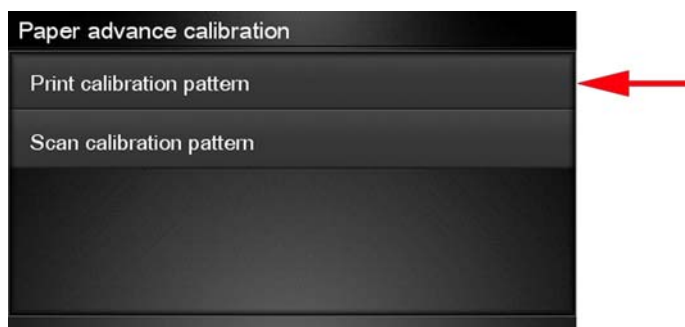 Paper advance calibration
Print calibration pattern
Scan calibration pattern